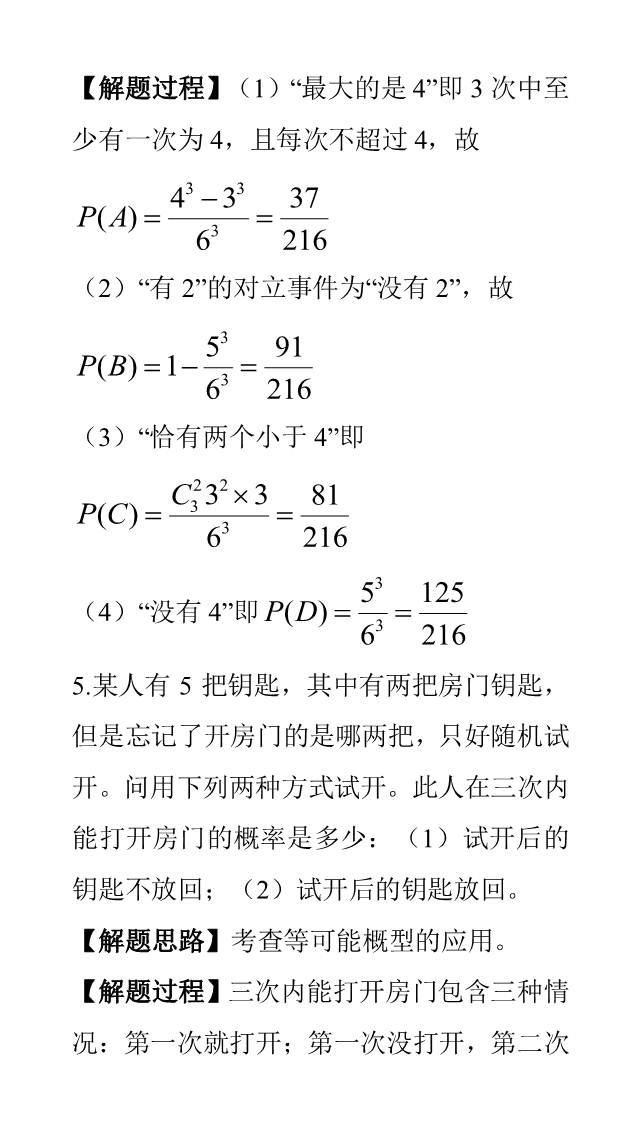 【解题过程】（1）“最大的是 4”即 3 次中至
少有一次为 4，且每次不超过 4，故
P(A) = \frac{4^3 - 3^3}{6^3} = \frac{37}{216}
（2）“有 2”的对立事件为“没有 2”，故
P(B) = 1 - \frac{5^3}{6^3} = \frac{91}{216}
（3）“恰有两个小于 4”即
P(C) = \frac{C_3^2 3^2 × 3}{6^3} = \frac{81}{216}
（4）“没有 4”即 P(D) = \frac{5^3}{6^3} = \frac{125}{216}
5.某人有 5 把钥匙，其中有两把房门钥匙，
但是忘记了开房门的是哪两把，只好随机试
开。问用下列两种方式试开。此人在三次内
能打开房门的概率是多少：（1）试开后的
钥匙不放回；（2）试开后的钥匙放回。
【解题思路】考查等可能概型的应用。
【解题过程】三次内能打开房门包含三种情
况：第一次就打开；第一次没打开，第二次